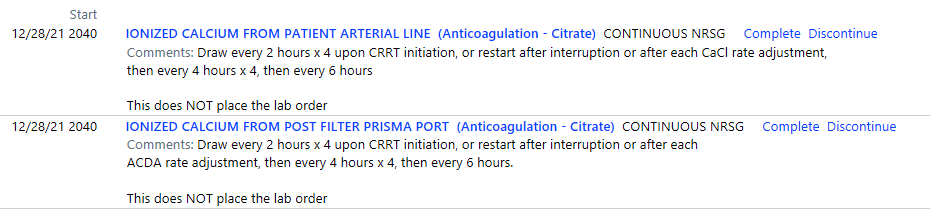 Start
12/28/21 2040 IONIZED CALCIUM FROM PATIENT ARTERIAL LINE (Anticoagulation - Citrate) CONTINUOUS NRSG Complete Discontinue
Comments: Draw every 2 hours x 4 upon CRRT initiation, or restart after interruption or after each CaCl rate adjustment,
then every 4 hours x 4, then every 6 hours
This does NOT place the lab order
12/28/21 2040 IONIZED CALCIUM FROM POST FILTER PRISMA PORT (Anticoagulation - Citrate) CONTINUOUS NRSG Complete Discontinue
Comments: Draw every 2 hours x 4 upon CRRT initiation, or restart after interruption or after each
ACDA rate adjustment, then every 4 hours x 4, then every 6 hours.
This does NOT place the lab order